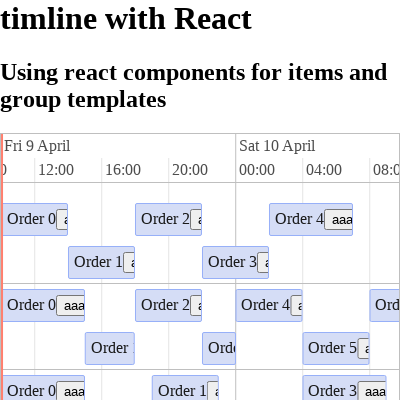 timline with React
Using react components for items and
group templates
Fri 9 April
Sat 10 April
12:00 16:00 20:00 00:00 04:00
Order 0 Order 2 Order 4 aaa
Order 1 Order 3
Order 0 aaa Order 2 Order 4
Order Order 5
Order 0 aaa Order 1 Order 3 aaa